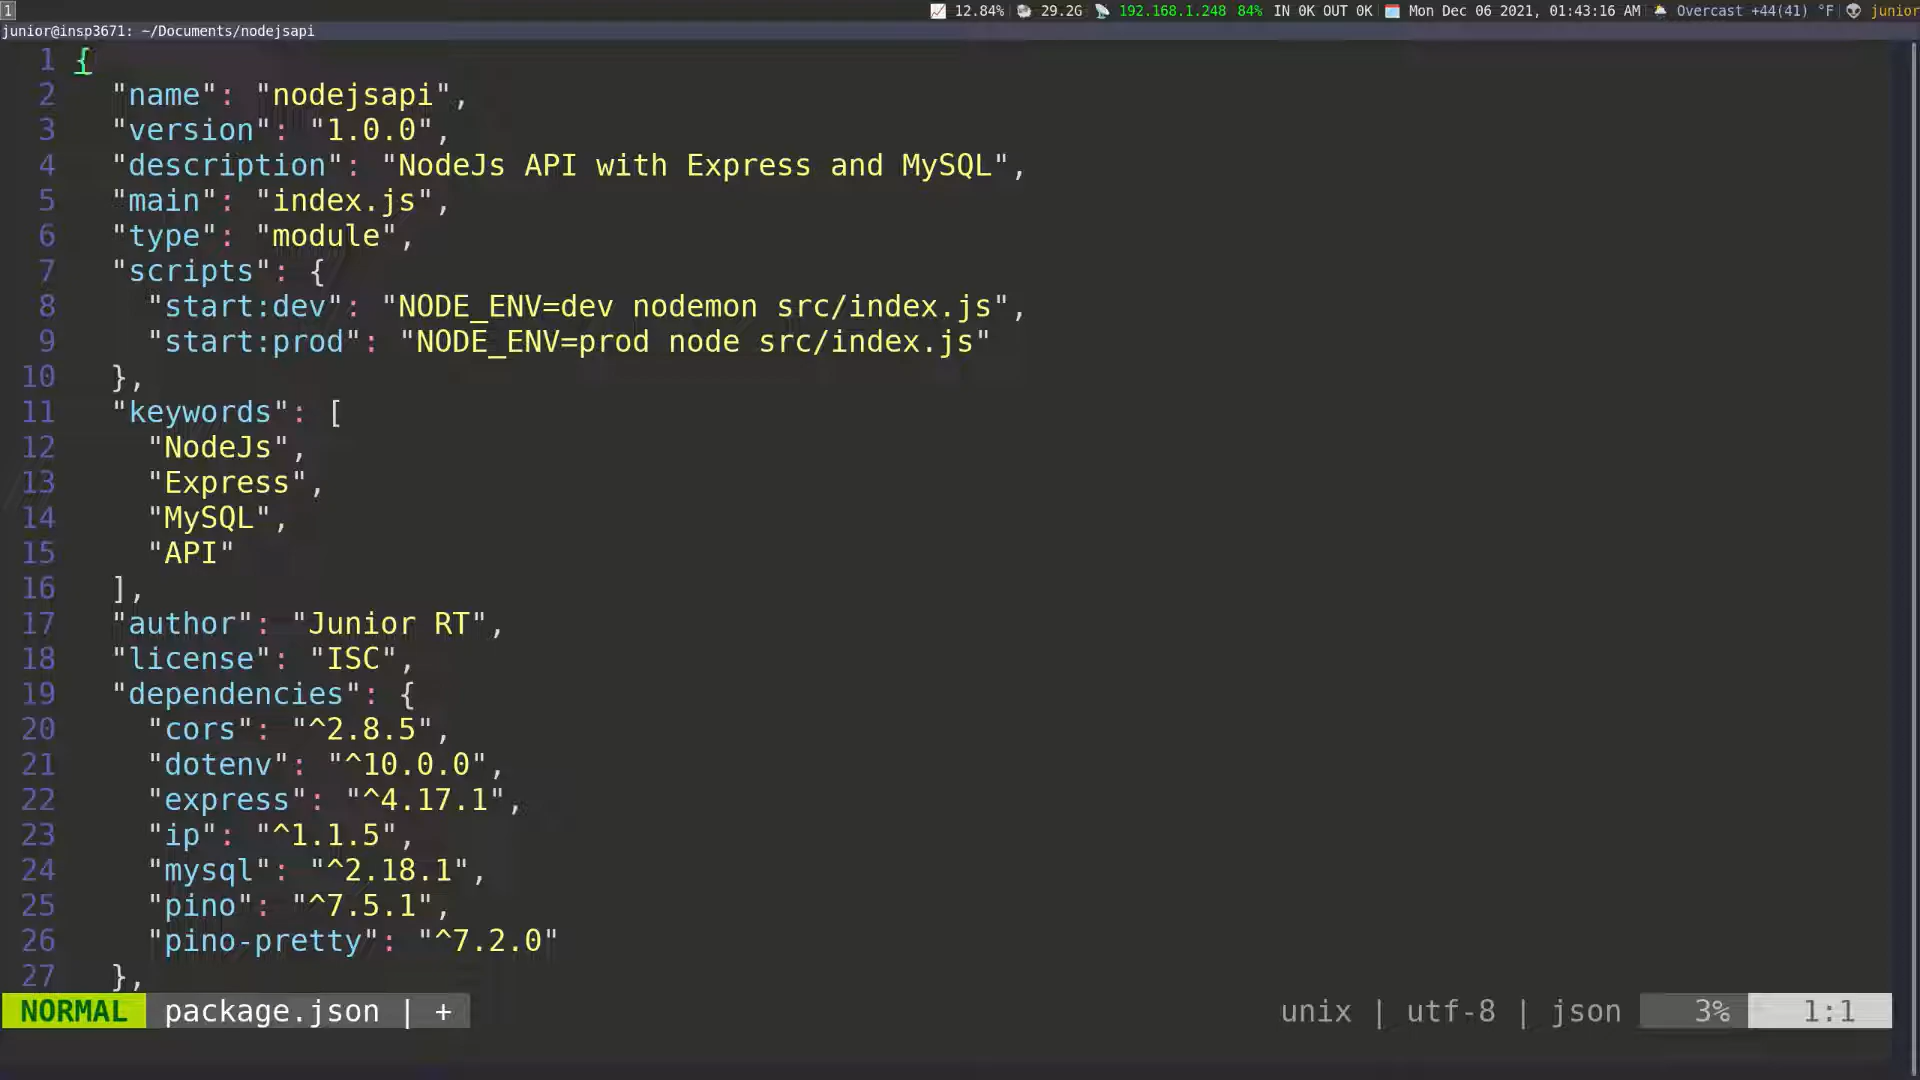 1 12.84% 29.2G 192.168.1.248 84% IN 0K OUT 0K Mon Dec 06 2021, 01:43:16 AM Overcast +44(41) °F junior
junior@insp3671: ~/Documents/nodejsapi
1 {
2   "name": "nodejsapi",
3   "version": "1.0.0",
4   "description": "NodeJs API with Express and MySQL",
5   "main": "index.js",
6   "type": "module",
7   "scripts": {
8     "start:dev": "NODE_ENV=dev nodemon src/index.js",
9     "start:prod": "NODE_ENV=prod node src/index.js"
10   },
11   "keywords": [
12     "NodeJs",
13     "Express",
14     "MySQL",
15     "API"
16   ],
17   "author": "Junior RT",
18   "license": "ISC",
19   "dependencies": {
20     "cors": "^2.8.5",
21     "dotenv": "^10.0.0",
22     "express": "^4.17.1",
23     "ip": "^1.1.5",
24     "mysql": "^2.18.1",
25     "pino": "^7.5.1",
26     "pino-pretty": "^7.2.0"
27   },
NORMAL package.json | + unix | utf-8 | json 3% 1:1